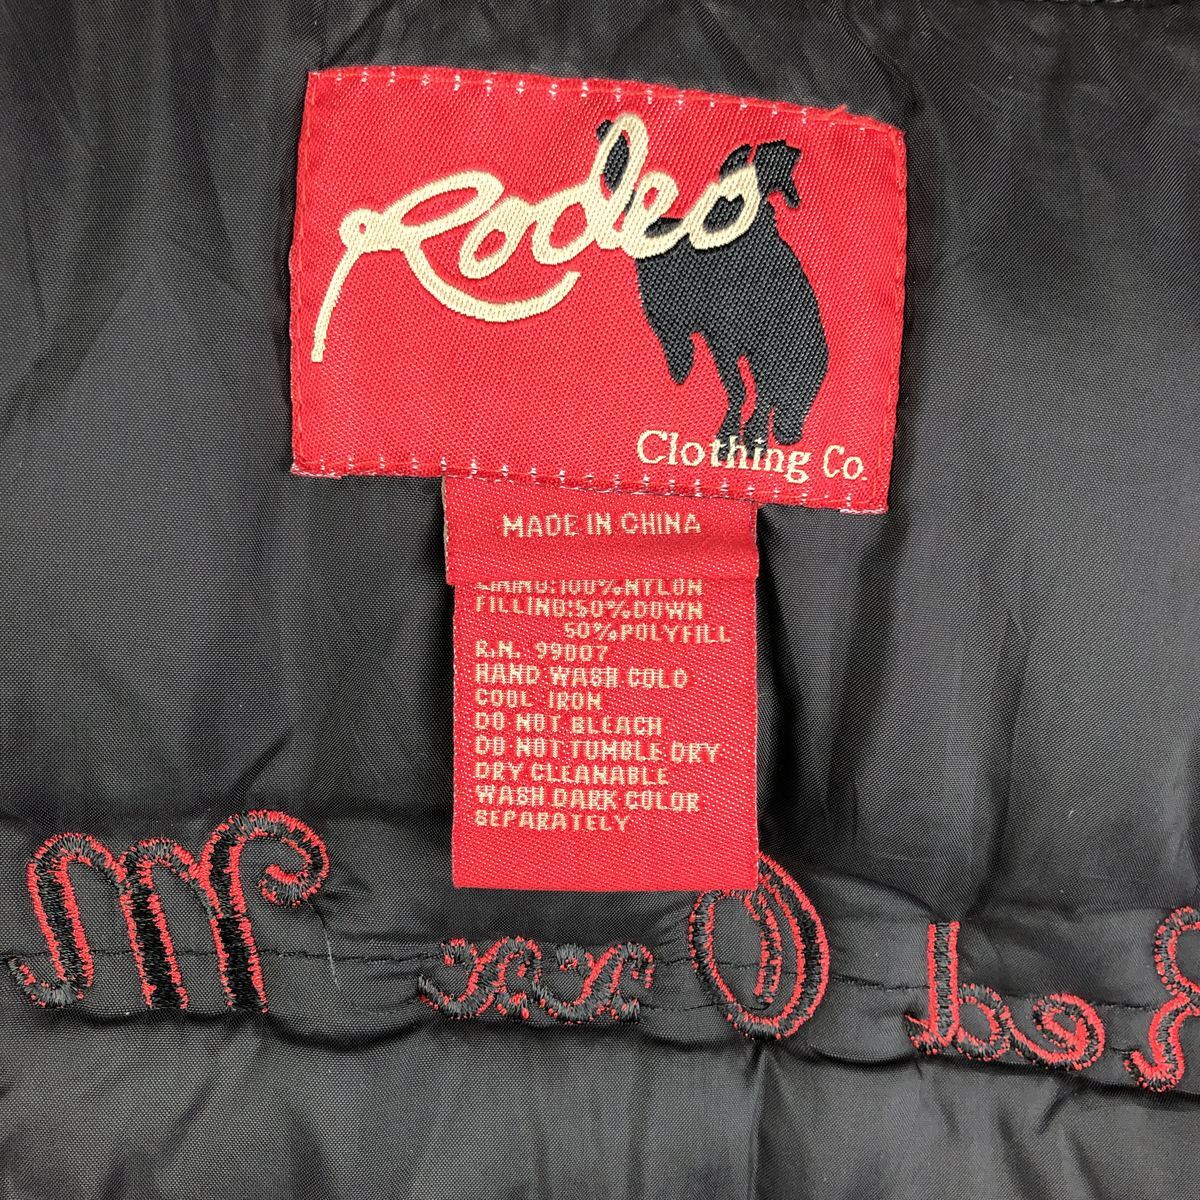 Rodeo
Clothing Co.
MADE IN CHINA
LINING:100%NYLON
FILLING:50%DOWN
50%POLYFILL
R.N. 99007
HAND WASH COLD
COOL IRON
DO NOT BLEACH
DO NOT TUMBLE DRY
DRY CLEANABLE
WASH DARK COLOR
SEPARATELY